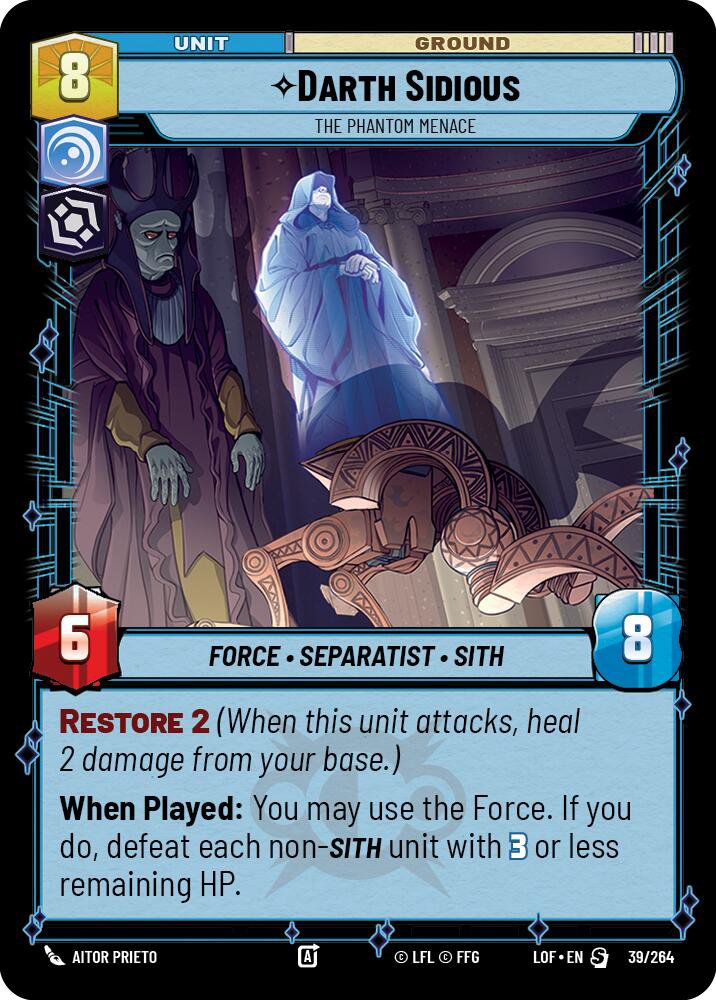 UNIT
GROUND
8
DARTH SIDIOUS
THE PHANTOM MENACE
6
FORCE • SEPARATIST • SITH
8
RESTORE 2 (When this unit attacks, heal
2 damage from your base.)
When Played: You may use the Force. If you
do, defeat each non-SITH unit with 3 or less
remaining HP.
AITOR PRIETO
A
© LFL © FFG
LOF • EN
S
39/264